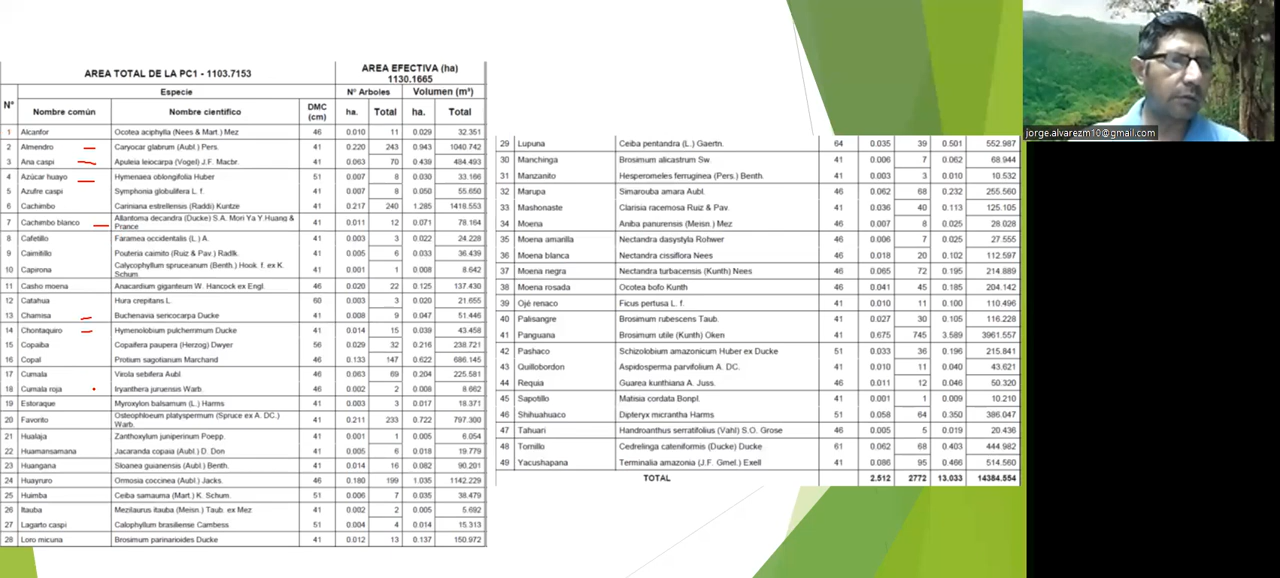 AREA TOTAL DE LA PC1 - 1103.7153 AREA EFECTIVA (ha) 1130.1665
N° Especie N° Arboles Volumen (m³)
Nombre común Nombre científico DMC (cm) ha. Total ha. Total
1 Alcanfor Ocotea aciphylla (Nees & Mart.) Mez 46 0.010 11 0.029 32.351
2 Almendro Caryocar glabrum (Aubl.) Pers. 41 0.220 243 0.943 1040.742
3 Ana caspi Apuleia leiocarpa (Vogel) J.F. Macbr. 41 0.063 70 0.439 484.493
4 Azúcar huayo Hymenaea oblongifolia Huber 51 0.007 8 0.030 33.166
5 Azufre caspi Symphonia globulifera L. f. 41 0.007 8 0.050 55.650
6 Cachimbo Cariniana estrellensis (Raddi) Kuntze 41 0.217 240 1.285 1418.553
7 Cachimbo blanco Allantoma decandra (Ducke) S.A. Mori Ya Y.Huang & Prance 41 0.011 12 0.071 78.164
8 Cafetillo Faramea occidentalis (L.) A. 41 0.003 3 0.022 24.228
9 Caimitillo Pouteria caimito (Ruiz & Pav.) Radlk. 41 0.005 6 0.033 36.439
10 Caprona Calycophyllum spruceanum (Benth.) Hook. f. ex K. Schum. 41 0.001 1 0.008 8.642
11 Casho moena Anacardium giganteum W. Hancock ex Engl. 46 0.020 22 0.125 137.430
12 Catahua Hura crepitans L. 60 0.003 3 0.020 21.655
13 Chamisa Buchenavia sericocarpa Ducke 41 0.008 9 0.047 51.446
14 Chontaquiro Hymenolobium pulcherrimum Ducke 41 0.014 15 0.039 43.458
15 Copaiba Copaifera paupera (Herzog) Dwyer 56 0.029 32 0.216 238.721
16 Copal Protium sagotianum Marchand 46 0.133 147 0.622 686.145
17 Cumala Virola sebifera Aubl. 46 0.063 69 0.204 225.581
18 Cumala roja Iryanthera juruensis Warb. 46 0.002 2 0.008 8.662
19 Estoraque Myroxylon balsamum (L.) Harms 41 0.003 3 0.017 18.371
20 Favorito Osteophloeum platyspermum (Spruce ex A. DC.) Warb. 41 0.211 233 0.722 797.300
21 Hualaja Zanthoxylum juniperinum Poepp. 41 0.001 1 0.005 6.054
22 Huamansamana Jacaranda copaia (Aubl.) D. Don 41 0.005 6 0.018 19.779
23 Huangana Sloanea guianensis (Aubl.) Benth. 41 0.014 16 0.082 90.201
24 Huayruro Ormosia coccinea (Aubl.) Jacks. 46 0.180 199 1.035 1142.229
25 Huimba Ceiba samauma (Mart.) K. Schum. 51 0.006 7 0.035 38.479
26 Itauba Mezilaurus itauba (Meisn.) Taub. ex Mez 41 0.002 2 0.005 5.692
27 Lagarto caspi Calophyllum brasiliense Cambess 51 0.004 4 0.014 15.313
28 Loro micuna Brosimum parinarioides Ducke 41 0.012 13 0.137 150.972
29 Lupuna Ceiba pentandra (L.) Gaertn. 64 0.035 39 0.501 552.987
30 Manchinga Brosimum alicastrum Sw. 41 0.006 7 0.062 68.944
31 Manzanito Hesperomeles ferruginea (Pers.) Benth. 41 0.003 3 0.010 10.532
32 Marupa Simarouba amara Aubl. 46 0.062 68 0.232 255.560
33 Mashonaste Clarisia racemosa Ruiz & Pav. 41 0.036 40 0.113 125.105
34 Moena Aniba panurensis (Meisn.) Mez 46 0.007 8 0.025 28.028
35 Moena amarilla Nectandra dasystyla Rohwer 46 0.006 7 0.025 27.555
36 Moena blanca Nectandra cissiflora Nees 46 0.018 20 0.102 112.597
37 Moena negra Nectandra turbacensis (Kunth) Nees 46 0.065 72 0.195 214.889
38 Moena rosada Ocotea bofo Kunth 46 0.041 45 0.185 204.142
39 Ojé renaco Ficus pertusa L. f. 41 0.010 11 0.100 110.496
40 Palisangre Brosimum rubescens Taub. 41 0.027 30 0.105 116.228
41 Panguana Brosimum utile (Kunth) Oken 41 0.675 745 3.589 3961.557
42 Pashaco Schizolobium amazonicum Huber ex Ducke 51 0.033 36 0.196 215.841
43 Quillobordon Aspidosperma parvifolium A. DC. 41 0.010 11 0.040 43.621
44 Requia Guarea kunthiana A. Juss. 46 0.011 12 0.046 50.320
45 Sapotillo Matisia cordata Bonpl. 41 0.001 1 0.009 10.210
46 Shihuahuaco Dipteryx micrantha Harms 51 0.058 64 0.350 386.047
47 Tahuari Handroanthus serratifolius (Vahl) S.O. Grose 46 0.005 5 0.019 20.436
48 Tornillo Cedrelinga cateniformis (Ducke) Ducke 61 0.062 68 0.403 444.982
49 Yacushapana Terminalia amazonia (J.F. Gmel.) Exell 41 0.086 95 0.466 514.560
TOTAL 2.512 2772 13.033 14384.554
jorge.alvarezm10@gmail.com